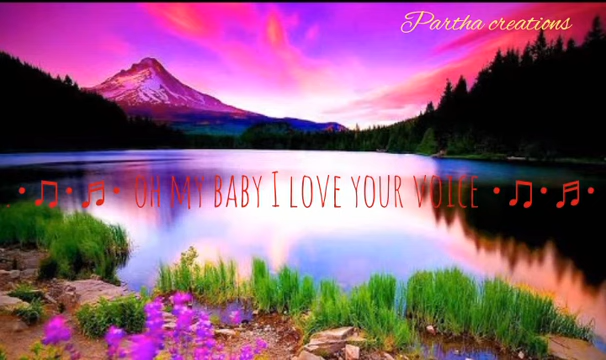 Partha creations
•♫•♬• OH MY BABY I LOVE YOUR VOICE •♫•♬•